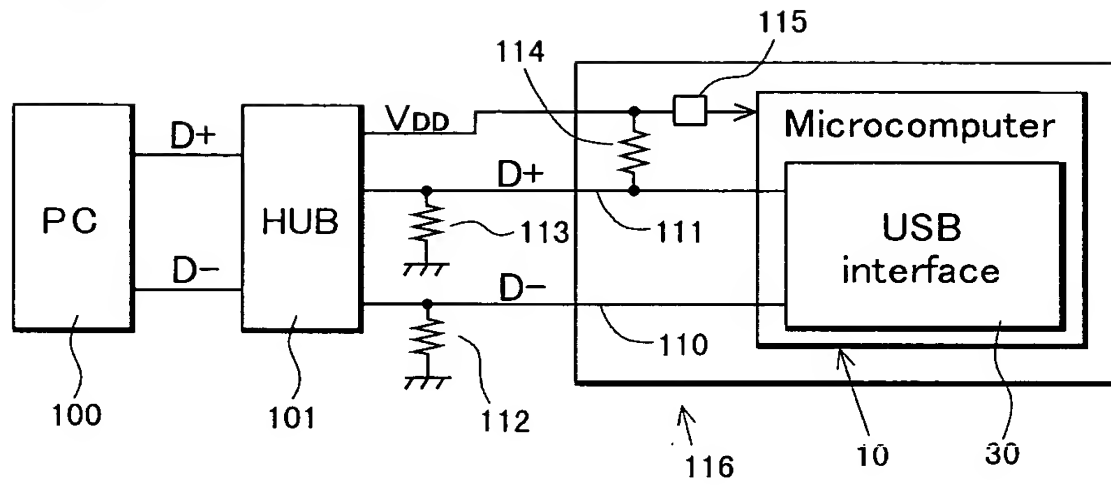 115
114
VDD
Microcomputer
D+
D+
PC
HUB
113
111
USB
interface
D-
D-
110
100
101
112
116
10
30